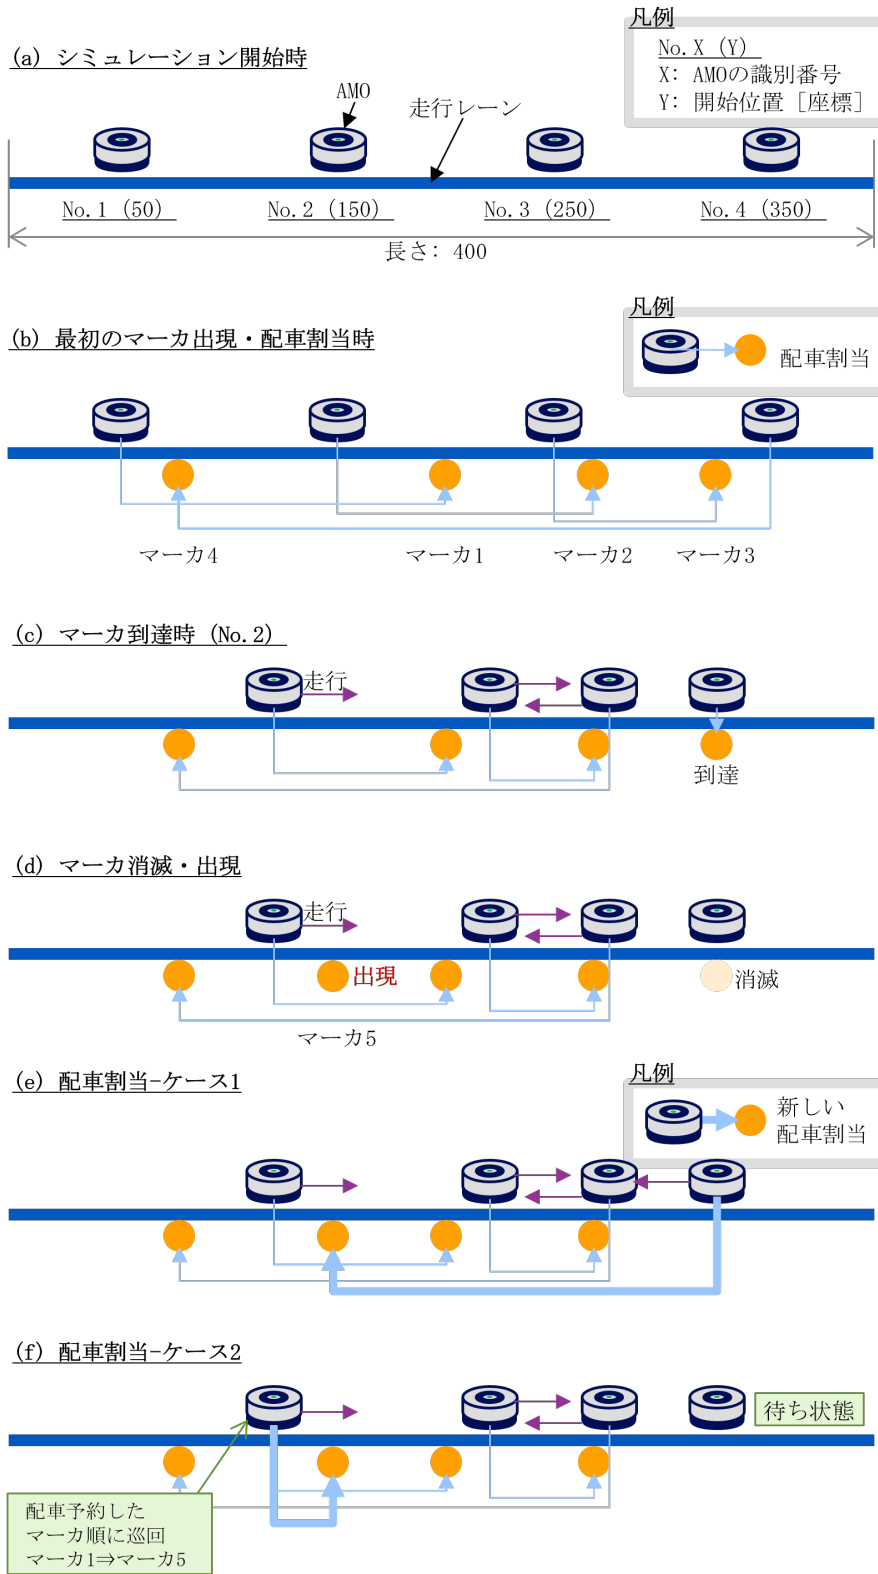 (a) シミュレーション開始時
凡例
No.X (Y)
X: AMOの識別番号
Y: 開始位置［座標］
AMO
走行レーン
No.1 (50)
No.2 (150)
No.3 (250)
No.4 (350)
長さ: 400
(b) 最初のマーカ出現・配車割当時
凡例
配車割当
マーカ4
マーカ1
マーカ2
マーカ3
(c) マーカ到達時 (No.2)
走行
到達
(d) マーカ消滅・出現
走行
出現
消滅
マーカ5
(e) 配車割当-ケース1
凡例
新しい
配車割当
(f) 配車割当-ケース2
待ち状態
配車予約した
マーカ順に巡回
マーカ1⇒マーカ5